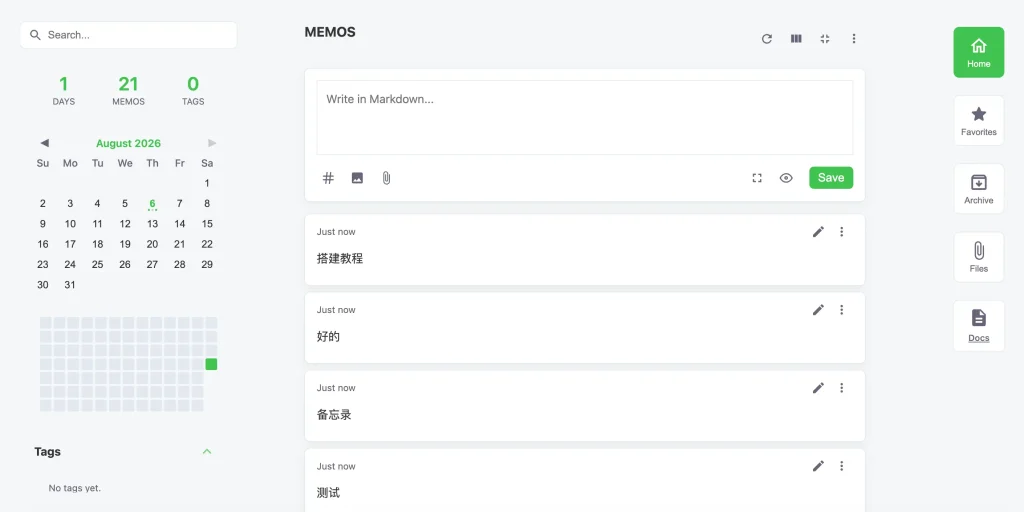 Search...
1 21 0
DAYS MEMOS TAGS
August 2026
Su Mo Tu We Th Fr Sa
1
2 3 4 5 6 7 8
9 10 11 12 13 14 15
16 17 18 19 20 21 22
23 24 25 26 27 28 29
30 31
Tags
No tags yet.
MEMOS
Write in Markdown...
Save
Just now
搭建教程
Just now
好的
Just now
备忘录
Just now
测试
Home
Favorites
Archive
Files
Docs